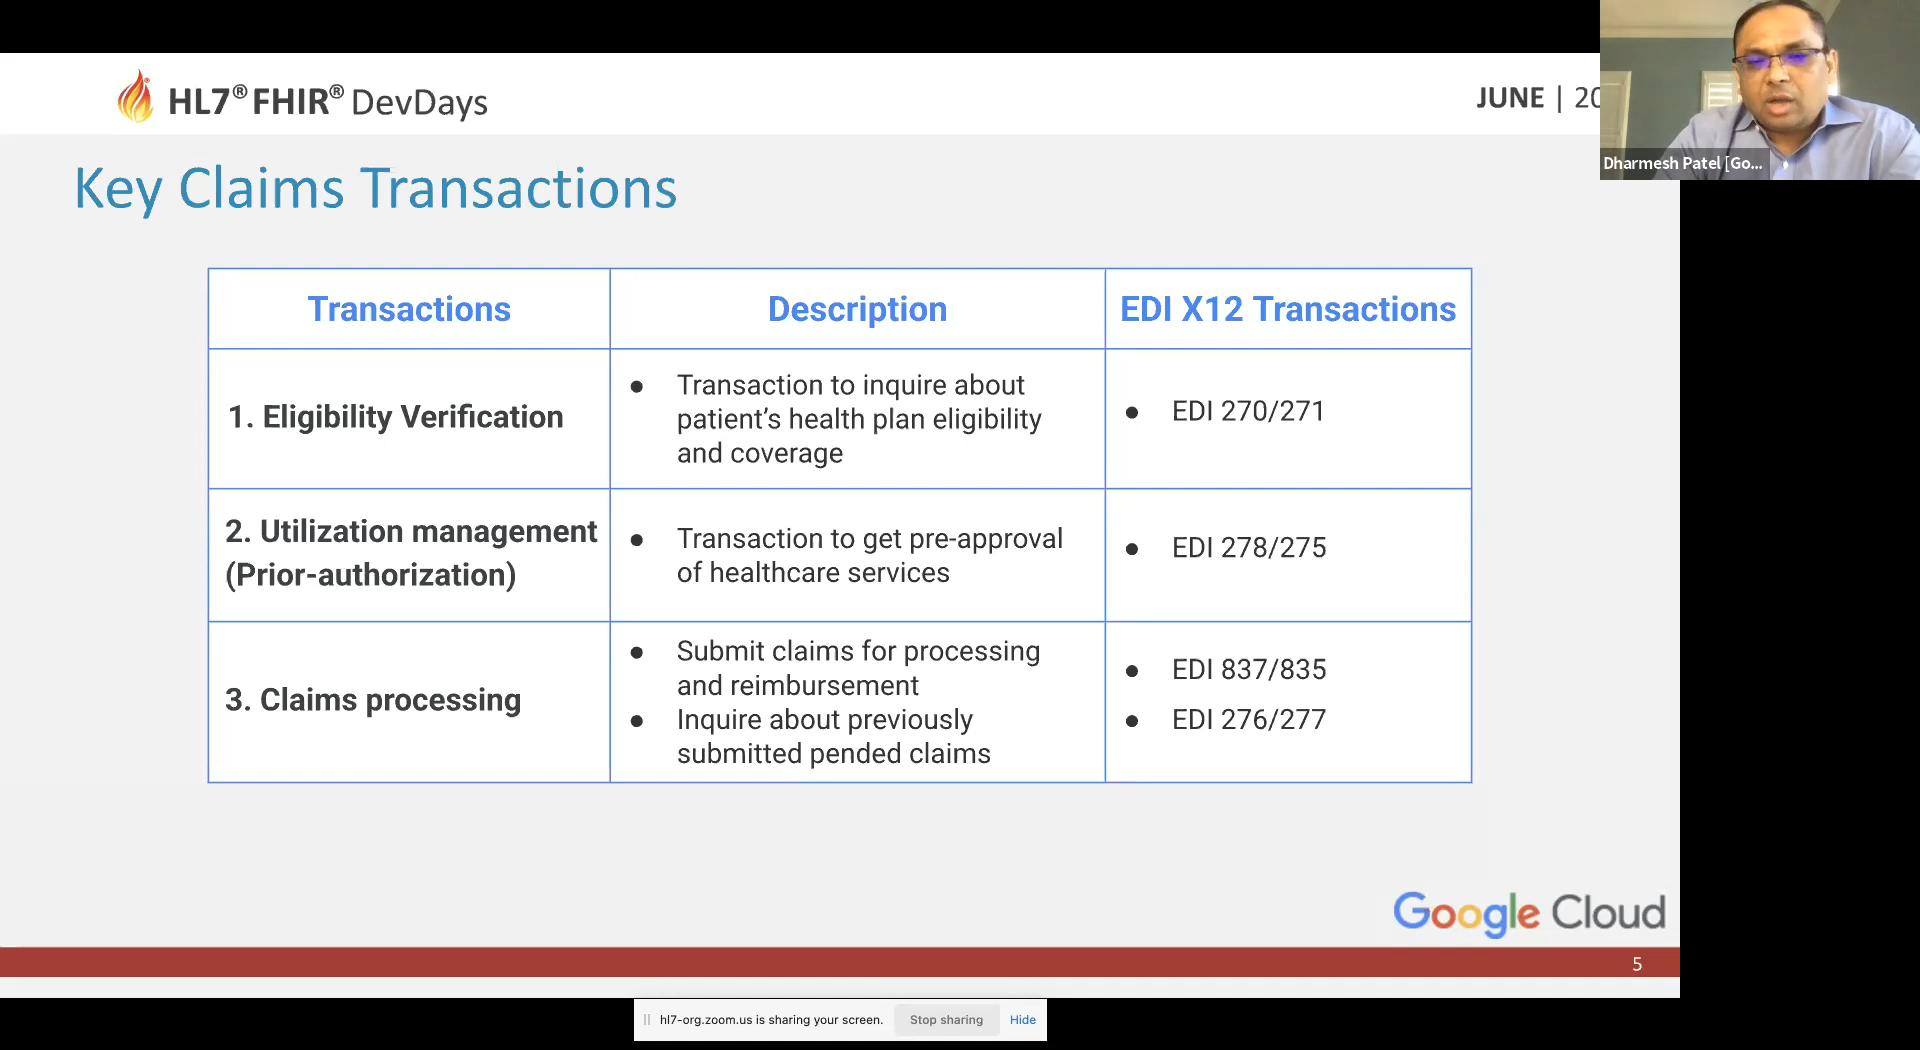 HL7® FHIR® DevDays
JUNE | 20
Dharmesh Patel [Go...
Key Claims Transactions
Transactions
Description
EDI X12 Transactions
1. Eligibility Verification
● Transaction to inquire about
patient’s health plan eligibility
and coverage
● EDI 270/271
2. Utilization management
(Prior-authorization)
● Transaction to get pre-approval
of healthcare services
● EDI 278/275
3. Claims processing
● Submit claims for processing
and reimbursement
● Inquire about previously
submitted pended claims
● EDI 837/835
● EDI 276/277
Google Cloud
5
hl7-org.zoom.us is sharing your screen.
Stop sharing
Hide